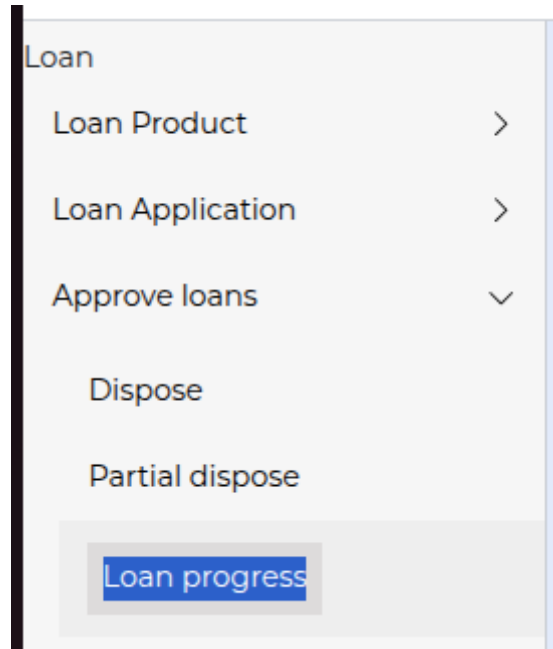 Loan
Loan Product
Loan Application
Approve loans
Dispose
Partial dispose
Loan progress